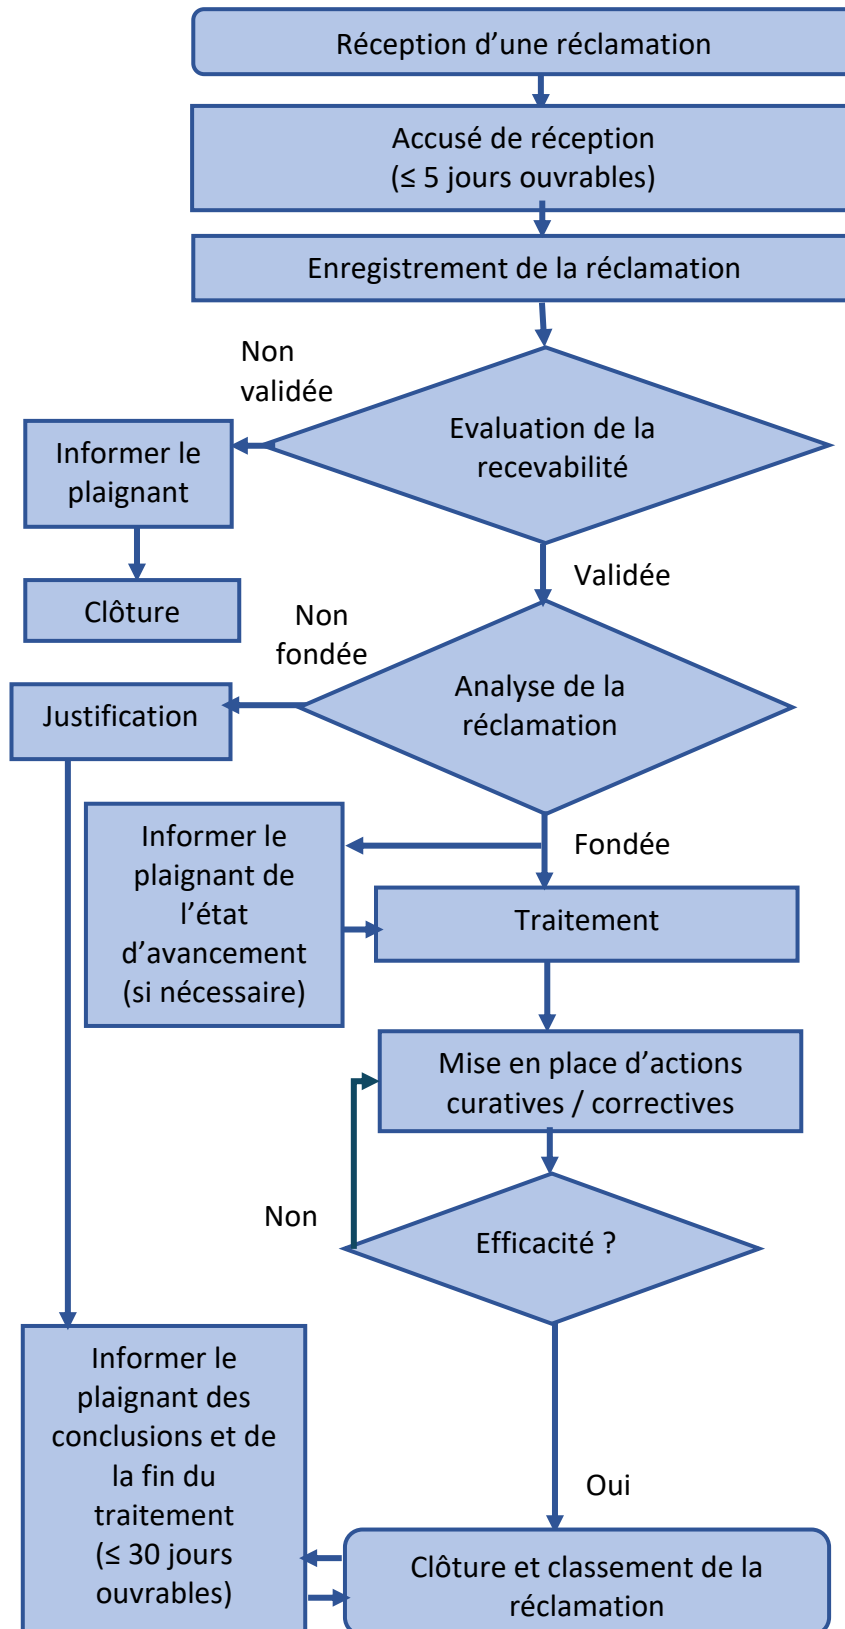 Réception d’une réclamation
Accusé de réception
(≤ 5 jours ouvrables)
Enregistrement de la réclamation
Non
validée
Evaluation de la
recevabilité
Informer le
plaignant
Validée
Clôture
Non
fondée
Analyse de la
réclamation
Justification
Fondée
Informer le
plaignant de
l’état
d’avancement
(si nécessaire)
Traitement
Mise en place d’actions
curatives / correctives
Non
Efficacité ?
Informer le
plaignant des
conclusions et de
la fin du
traitement
(≤ 30 jours
ouvrables)
Oui
Clôture et classement de la
réclamation